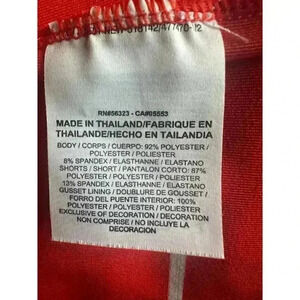 RN#56323 - CA#05553
MADE IN THAILAND/FABRIQUE EN
THAILANDE/HECHO EN TAILANDIA
BODY / CORPS / CUERPO: 92% POLYESTER
/ POLYESTER / POLIESTER
8% SPANDEX / ELASTHANNE / ELASTANO
SHORTS / SHORT / PANTALON CORTO: 87%
POLYESTER / POLYESTER / POLIESTER
13% SPANDEX / ELASTHANNE / ELASTANO
GUSSET LINING / DOUBLURE DE GOUSSET /
FORRO DEL PUENTE INTERIOR: 100%
POLYESTER / POLYESTER / POLIESTER
EXCLUSIVE OF DECORATION / DECORATION
NON COMPRISE / NO INCLUYE LA
DECORACION